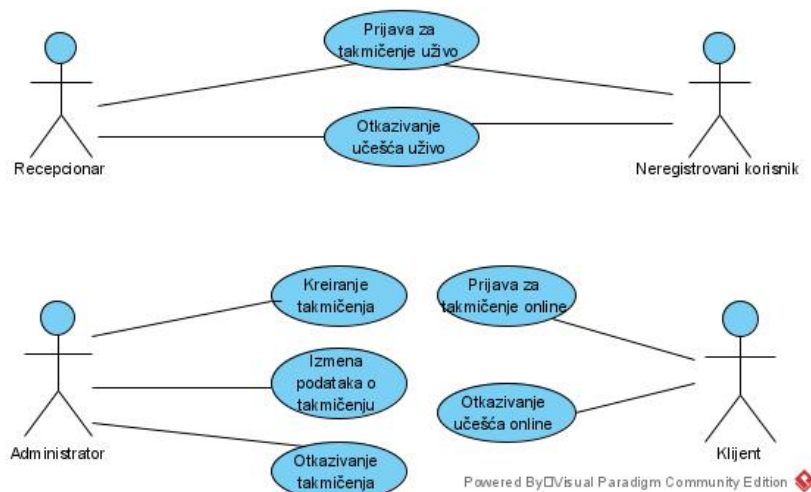 Prijava za
takmičenje uživo
Otkazivanje
učešća uživo
Recepcionar
Neregistrovani korisnik
Kreiranje
takmičenja
Prijava za
takmičenje online
Izmena
podataka o
takmičenju
Otkazivanje
učešća online
Administrator
Klijent
Otkazivanje
takmičenja
Powered By□Visual Paradigm Community Edition